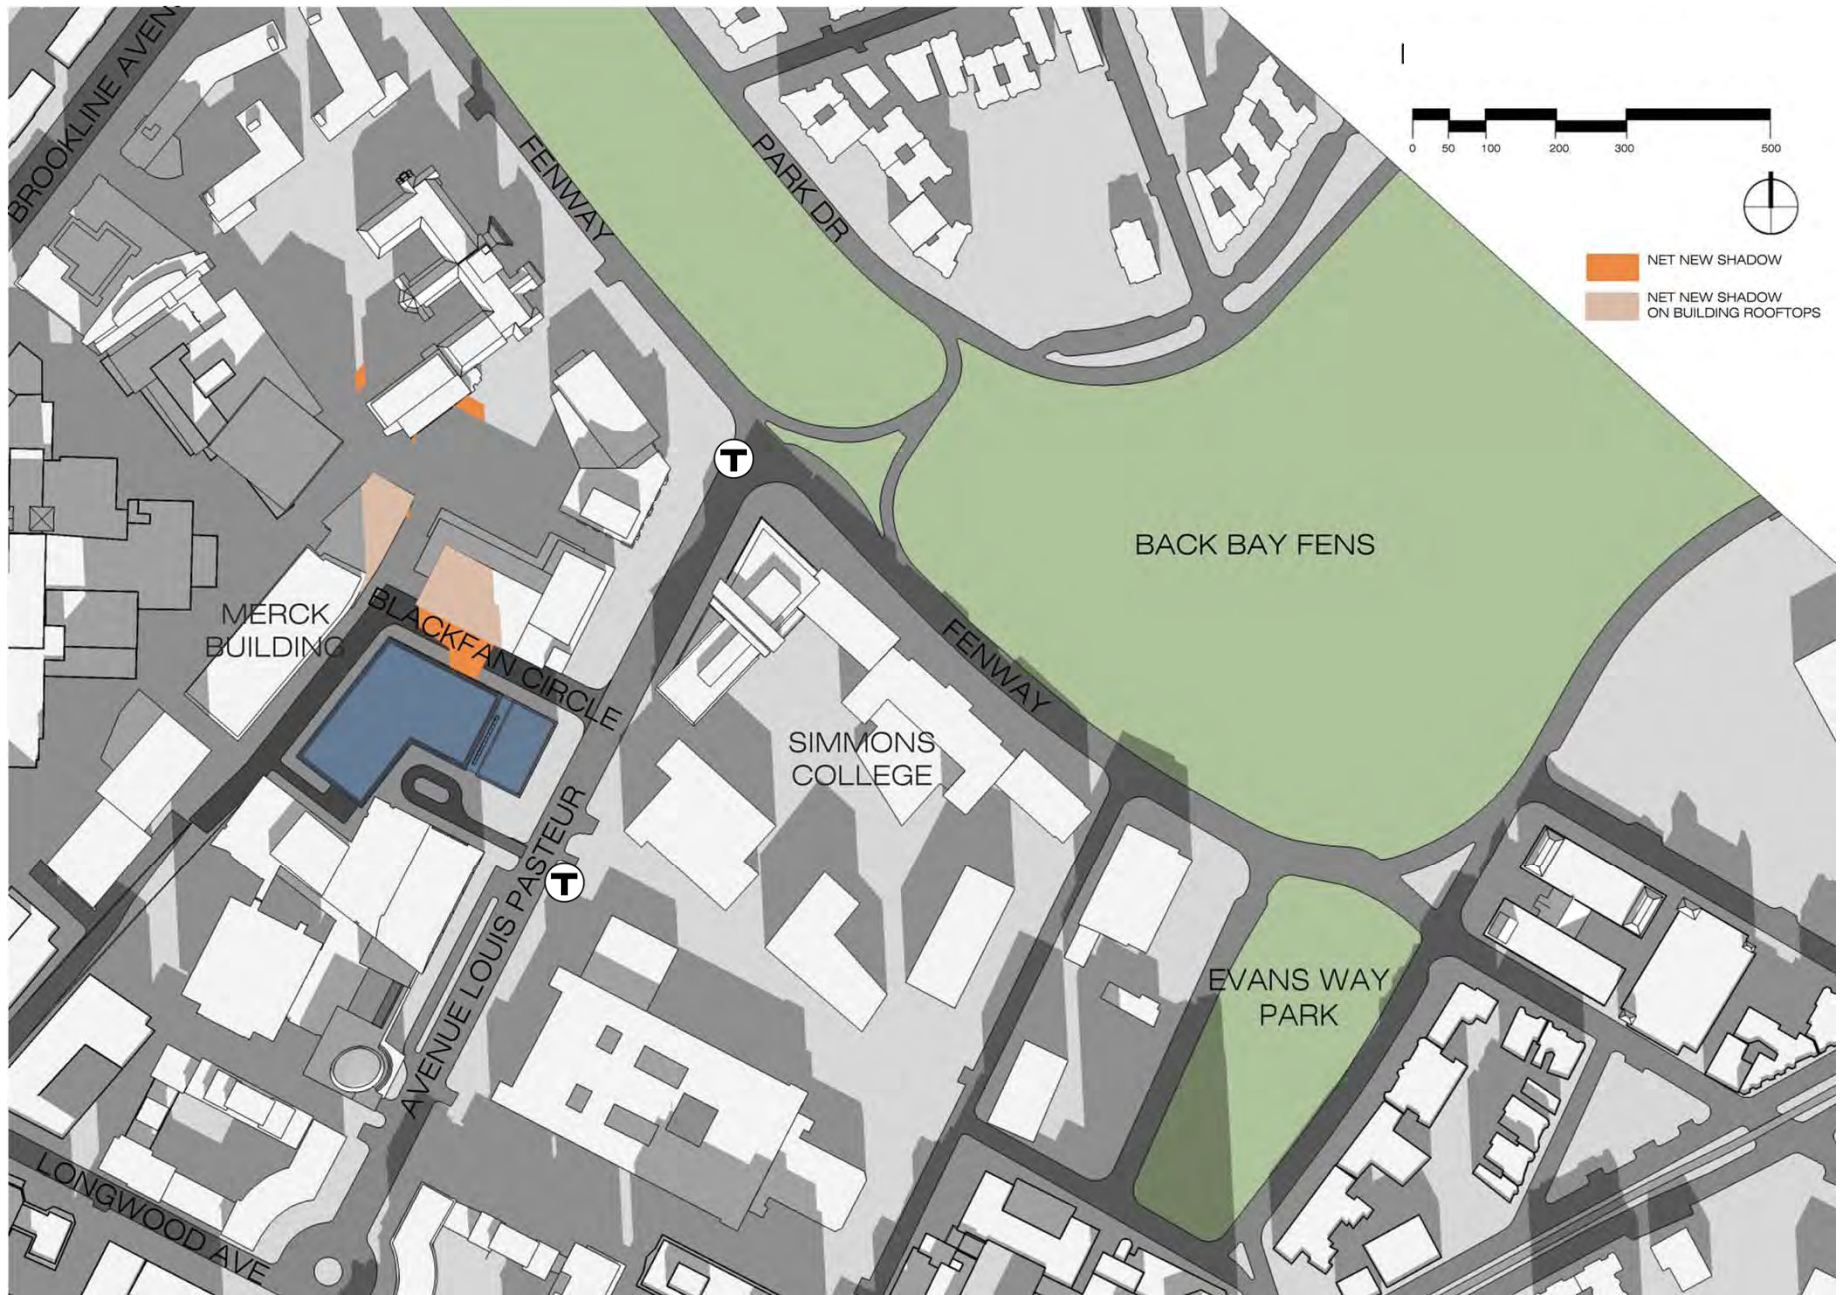 BROOKLINE AVEN
FENWAY
PARK DR
0 50 100 200 300 500
NET NEW SHADOW
NET NEW SHADOW
ON BUILDING ROOFTOPS
T
BACK BAY FENS
MERCK
BUILDING
BLACKFAN CIRCLE
FENWAY
SIMMONS
COLLEGE
T
AVENUE LOUIS PASTEUR
EVANS WAY
PARK
LONGWOOD AVE